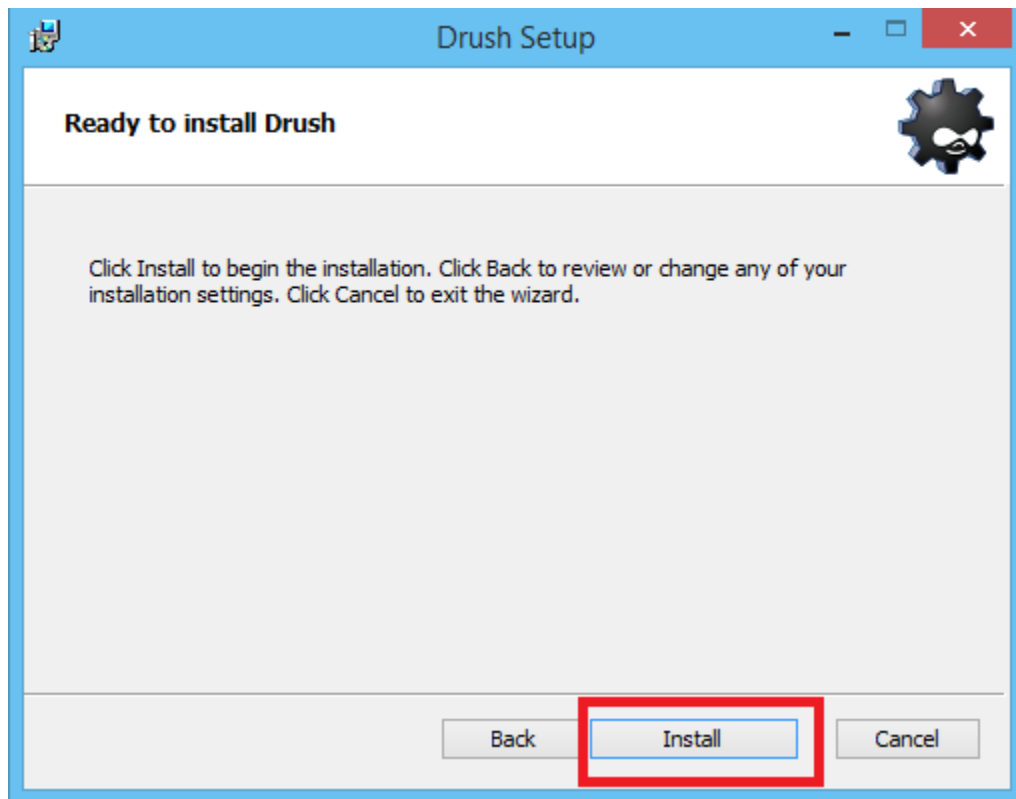 Drush Setup
Ready to install Drush
Click Install to begin the installation. Click Back to review or change any of your
installation settings. Click Cancel to exit the wizard.
Back Install Cancel